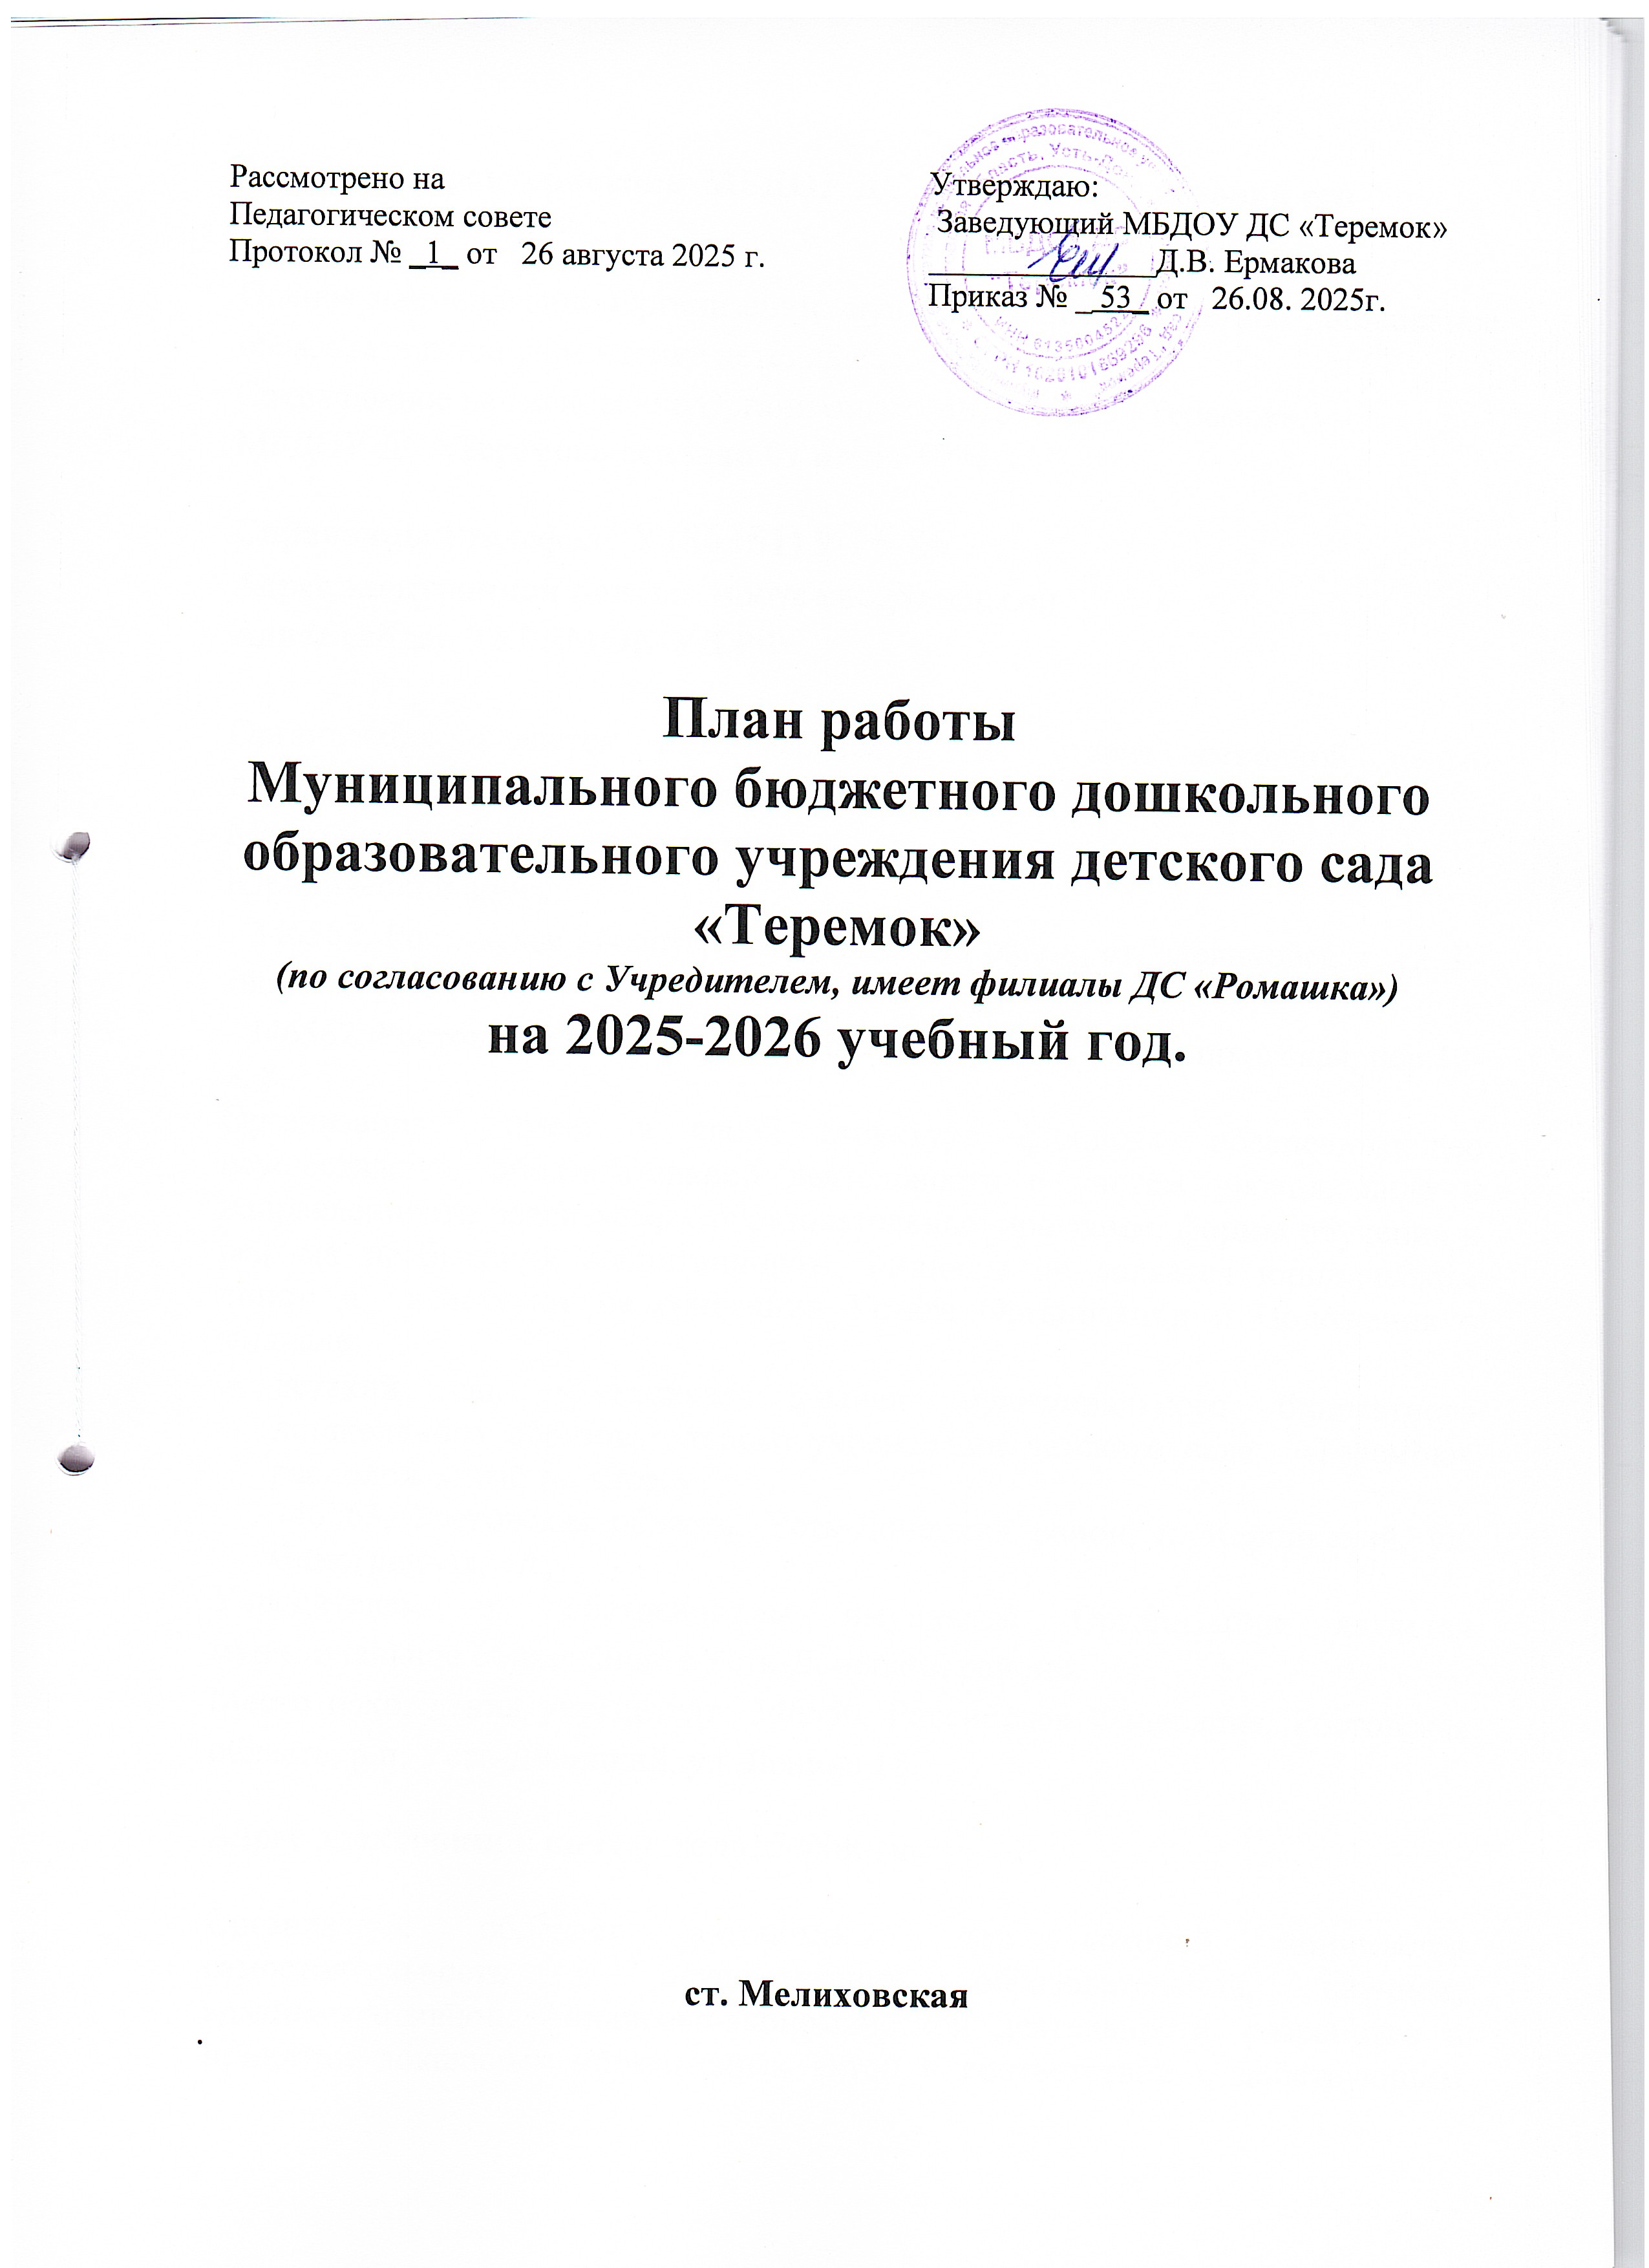 Рассмотрено на
Педагогическом совете
Протокол № _1_ от 26 августа 2025 г.
Утверждаю:
Заведующий МБДОУ ДС «Теремок»
______________Д.В. Ермакова
Приказ № _53_ от 26.08. 2025г.
План работы
Муниципального бюджетного дошкольного
образовательного учреждения детского сада
«Теремок»
(по согласованию с Учредителем, имеет филиалы ДС «Ромашка»)
на 2025-2026 учебный год.
ст. Мелиховская